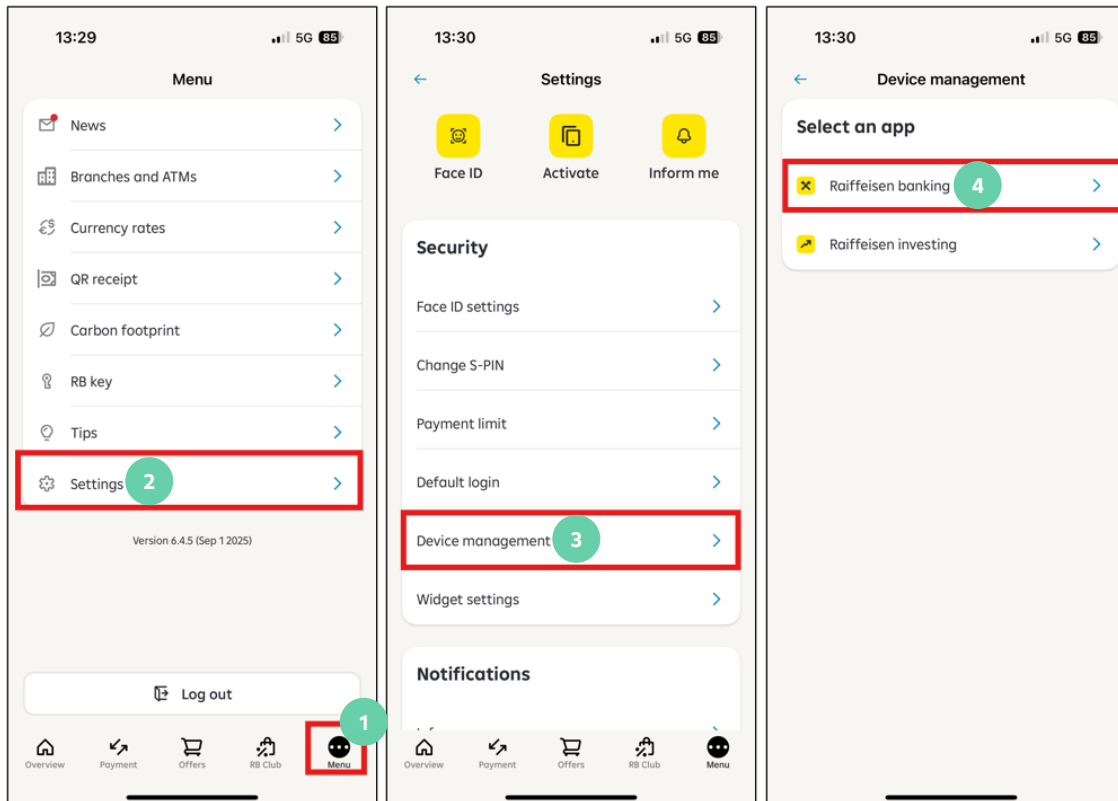 13:29
5G 85
Menu
News
Branches and ATMs
Currency rates
QR receipt
Carbon footprint
RB key
Tips
Settings 2
Version 6.4.5 (Sep 1 2025)
Log out
1
Overview Payment Offers RB Club Menu
13:30
5G 85
Settings
Face ID Activate Inform me
Security
Face ID settings
Change S-PIN
Payment limit
Default login
Device management 3
Widget settings
Notifications
Overview Payment Offers RB Club Menu
13:30
5G 85
Device management
Select an app
Raiffeisen banking 4
Raiffeisen investing